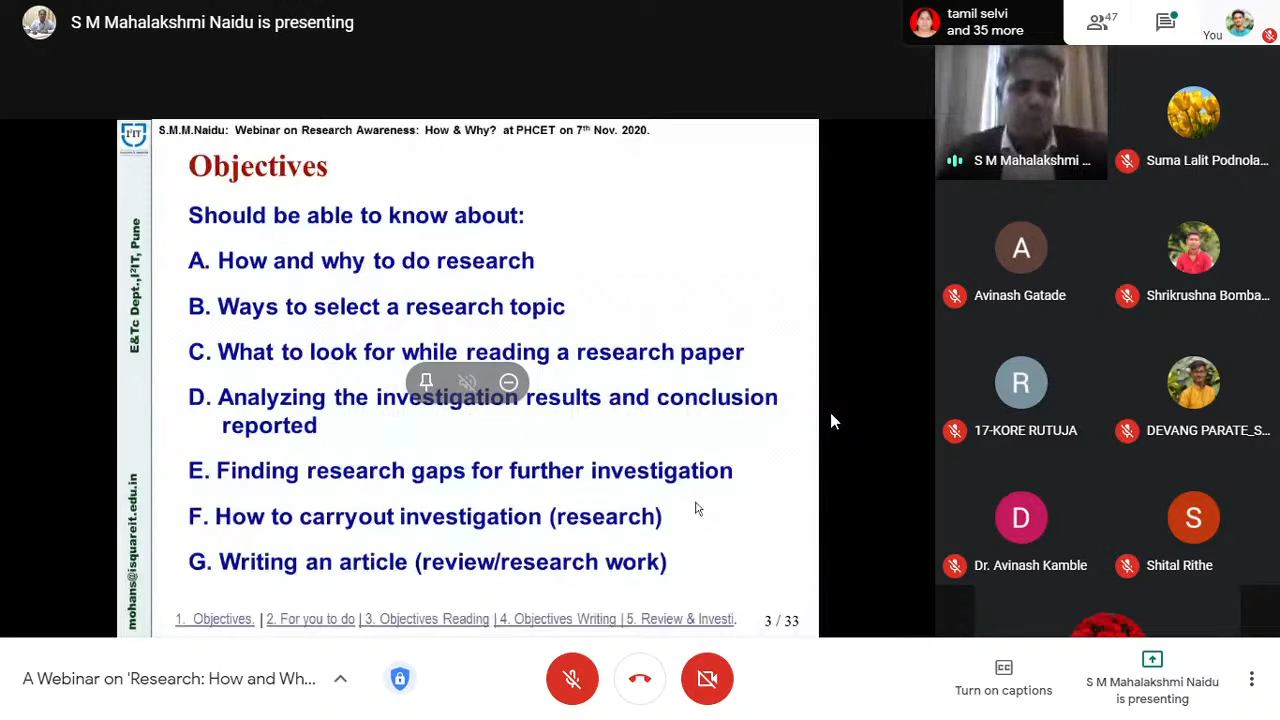 S M Mahalakshmi Naidu is presenting
tamil selvi
and 35 more
47
You
I²IT
S.M.M.Naidu: Webinar on Research Awareness: How & Why? at PHCET on 7th Nov. 2020.
Objectives
Should be able to know about:
A. How and why to do research
B. Ways to select a research topic
C. What to look for while reading a research paper
D. Analyzing the investigation results and conclusion
reported
E. Finding research gaps for further investigation
F. How to carryout investigation (research)
G. Writing an article (review/research work)
1. Objectives. | 2. For you to do | 3. Objectives Reading | 4. Objectives Writing | 5. Review & Investi.
3 / 33
E&Tc Dept.,I²IT, Pune
mohans@isquareit.edu.in
S M Mahalakshmi ...
Suma Lalit Podnola...
A
Avinash Gatade
Shrikrushna Bomba...
R
17-KORE RUTUJA
DEVANG PARATE_S...
D
Dr. Avinash Kamble
S
Shital Rithe
A Webinar on 'Research: How and Wh...
CC
Turn on captions
S M Mahalakshmi Naidu
is presenting